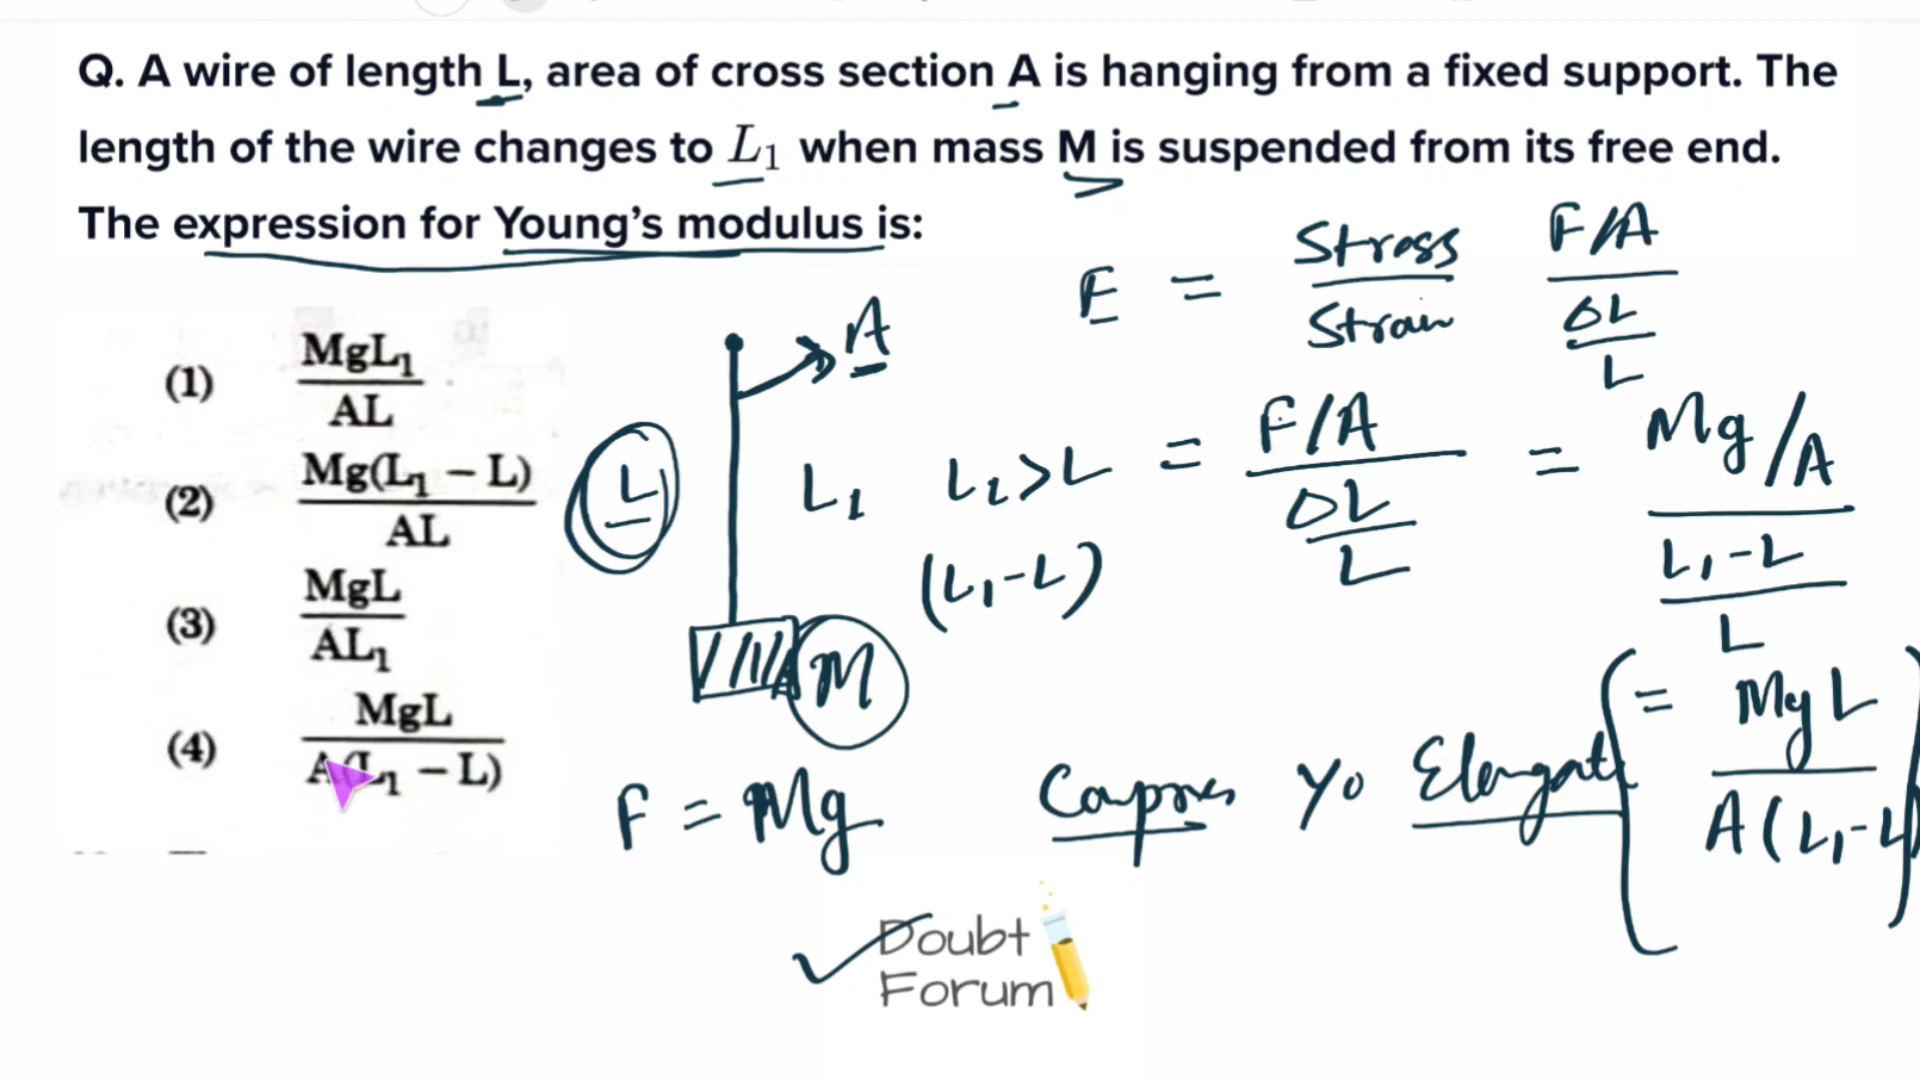 Q. A wire of length L, area of cross section A is hanging from a fixed support. The
length of the wire changes to L₁ when mass M is suspended from its free end.
The expression for Young's modulus is:
(1) MgL₁
AL
(2) Mg(L₁ − L)
AL
(3) MgL
AL₁
(4) MgL
A(L₁ − L)
A
L
L₁
M
F = Mg
L₁>L
(L₁-L)
E = Stress F/A
Strain ΔL
L
= F/A = Mg/A
ΔL L₁-L
L L
= MgL
A(L₁-L)
Elongat
Doubt
Forum